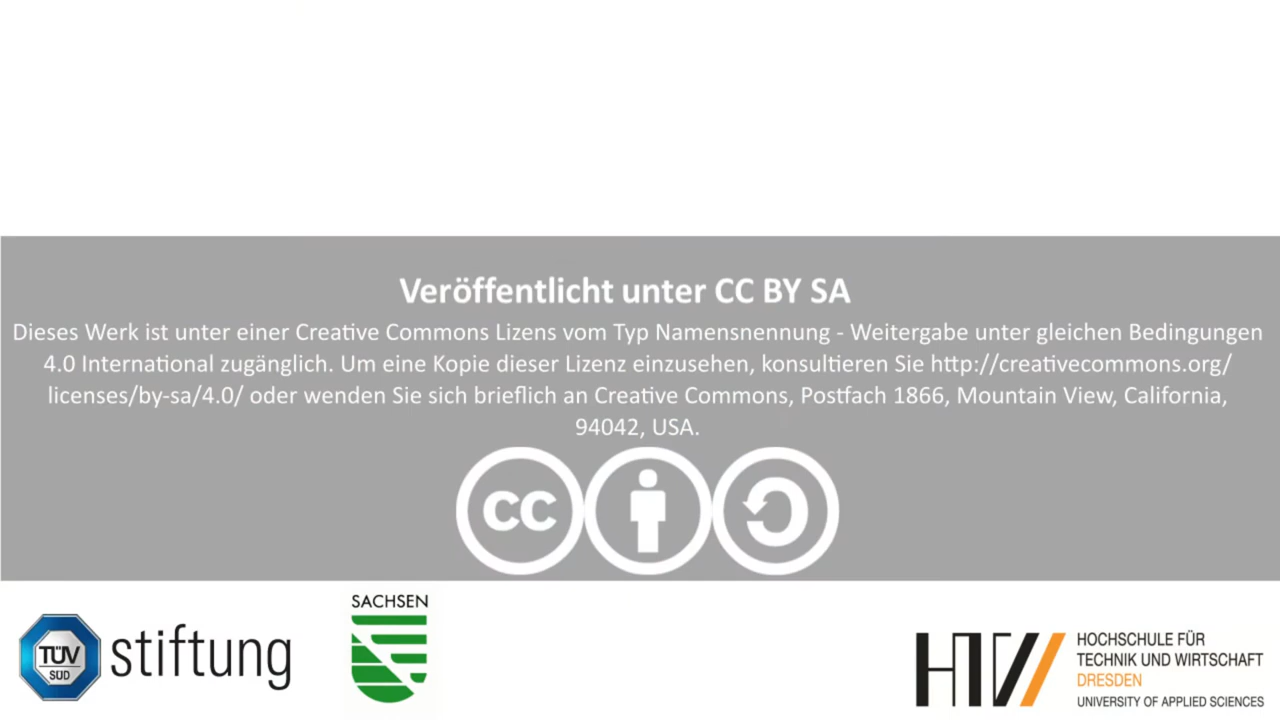 Veröffentlicht unter CC BY SA
Dieses Werk ist unter einer Creative Commons Lizens vom Typ Namensnennung - Weitergabe unter gleichen Bedingungen
4.0 International zugänglich. Um eine Kopie dieser Lizenz einzusehen, konsultieren Sie http://creativecommons.org/
licenses/by-sa/4.0/ oder wenden Sie sich brieflich an Creative Commons, Postfach 1866, Mountain View, California,
94042, USA.
cc
TÜV
SÜD
stiftung
SACHSEN
HTW
HOCHSCHULE FÜR
TECHNIK UND WIRTSCHAFT
DRESDEN
UNIVERSITY OF APPLIED SCIENCES